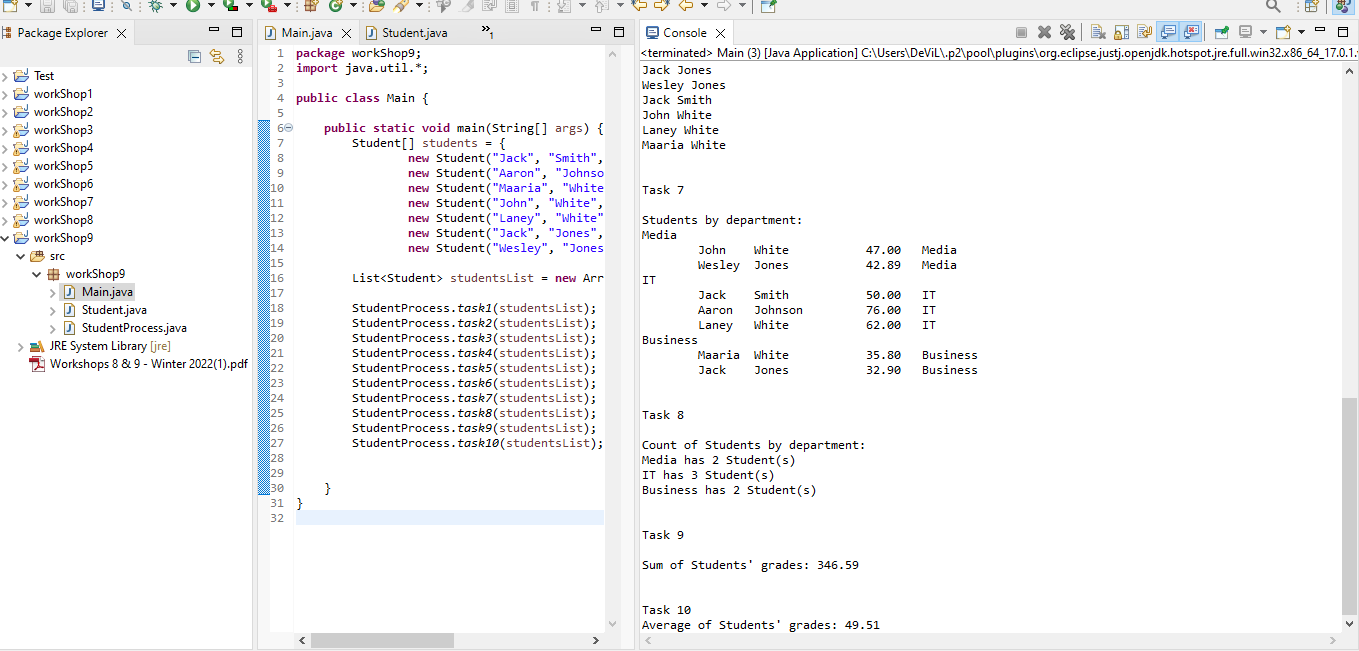 Package Explorer
Test
workShop1
workShop2
workShop3
workShop4
workShop5
workShop6
workShop7
workShop8
workShop9
src
workShop9
Main.java
Student.java
StudentProcess.java
JRE System Library [jre]
Workshops 8 & 9 - Winter 2022(1).pdf
Main.java
Student.java
»1
1 package workShop9;
2 import java.util.*;
3
4 public class Main {
5
6 public static void main(String[] args) {
7 Student[] students = {
8 new Student("Jack", "Smith",
9 new Student("Aaron", "Johnso
10 new Student("Maaria", "White
11 new Student("John", "White",
12 new Student("Laney", "White"
13 new Student("Jack", "Jones",
14 new Student("Wesley", "Jones
15
16 List<Student> studentsList = new Arr
17
18 StudentProcess.task1(studentsList);
19 StudentProcess.task2(studentsList);
20 StudentProcess.task3(studentsList);
21 StudentProcess.task4(studentsList);
22 StudentProcess.task5(studentsList);
23 StudentProcess.task6(studentsList);
24 StudentProcess.task7(studentsList);
25 StudentProcess.task8(studentsList);
26 StudentProcess.task9(studentsList);
27 StudentProcess.task10(studentsList);
28
29
30 }
31 }
32
Console
<terminated> Main (3) [Java Application] C:\Users\DeViL\.p2\pool\plugins\org.eclipse.justj.openjdk.hotspot.jre.full.win32.x86_64_17.0.1.
Jack Jones
Wesley Jones
Jack Smith
John White
Laney White
Maaria White
Task 7
Students by department:
Media
John White 47.00 Media
Wesley Jones 42.89 Media
IT
Jack Smith 50.00 IT
Aaron Johnson 76.00 IT
Laney White 62.00 IT
Business
Maaria White 35.80 Business
Jack Jones 32.90 Business
Task 8
Count of Students by department:
Media has 2 Student(s)
IT has 3 Student(s)
Business has 2 Student(s)
Task 9
Sum of Students' grades: 346.59
Task 10
Average of Students' grades: 49.51